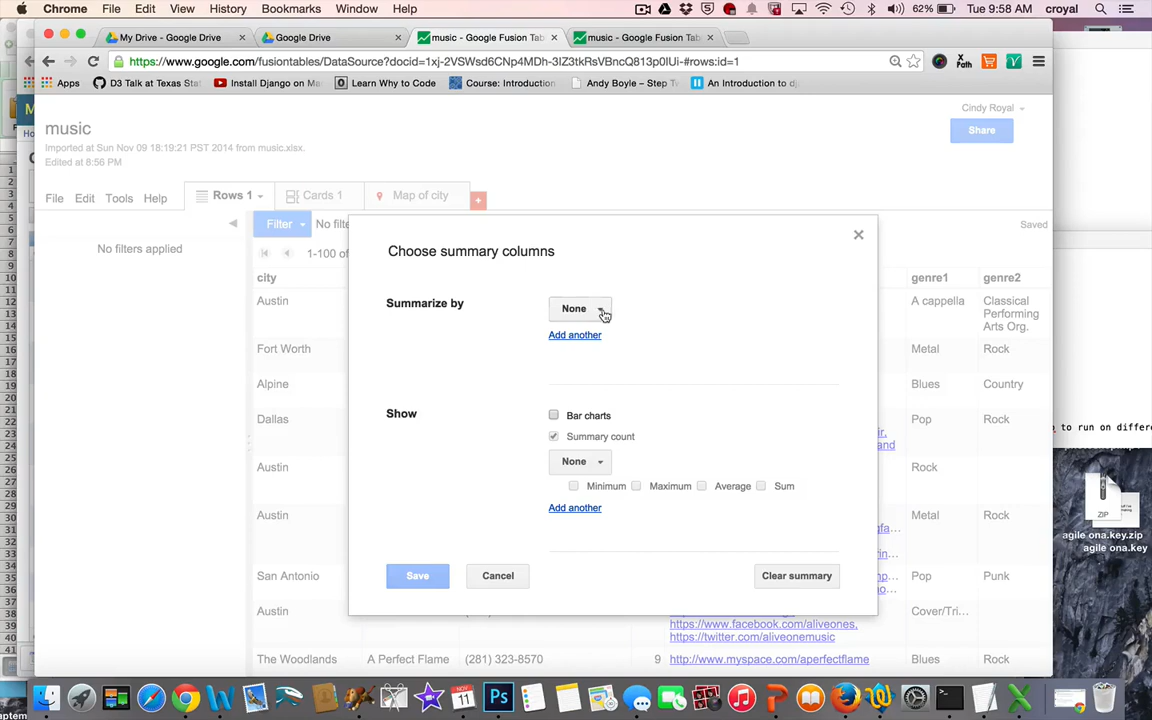 Chrome File Edit View History Bookmarks Window Help 62% Tue 9:58 AM croyal
My Drive - Google Drive Google Drive music - Google Fusion Tab music - Google Fusion Tab
https://www.google.com/fusiontables/DataSource?docid=1xj-2VSWsd6CNp4MDh-3IZ3tkRsVBncQ813p0IUi-#rows:id=1
Apps D3 Talk at Texas Stat Install Django on Me Learn Why to Code Course: Introduction Andy Boyle – Step T An Introduction to dj
Cindy Royal
music
Share
Imported at Sun Nov 09 18:19:21 PST 2014 from music.xlsx.
Edited at 8:56 PM
File Edit Tools Help Rows 1 Cards 1 Map of city +
Filter No fil
Saved
No filters applied
1-100 of
Choose summary columns
city genre1 genre2
Summarize by None
Add another
Austin A cappella Classical
Performing
Arts Org.
Fort Worth Metal Rock
Alpine Blues Country
Show Bar charts
Summary count
None
Minimum Maximum Average Sum
Add another
Dallas Pop Rock
Austin Rock
Austin Metal Rock
San Antonio Pop Punk
Save Cancel Clear summary
Austin Cover/Tri...
https://www.facebook.com/aliveones,
https://twitter.com/aliveonemusic
The Woodlands A Perfect Flame (281) 323-8570 9 http://www.myspace.com/aperfectflame Blues Rock
to run on differe
ZIP
agile ona.key.zip
agile ona.key